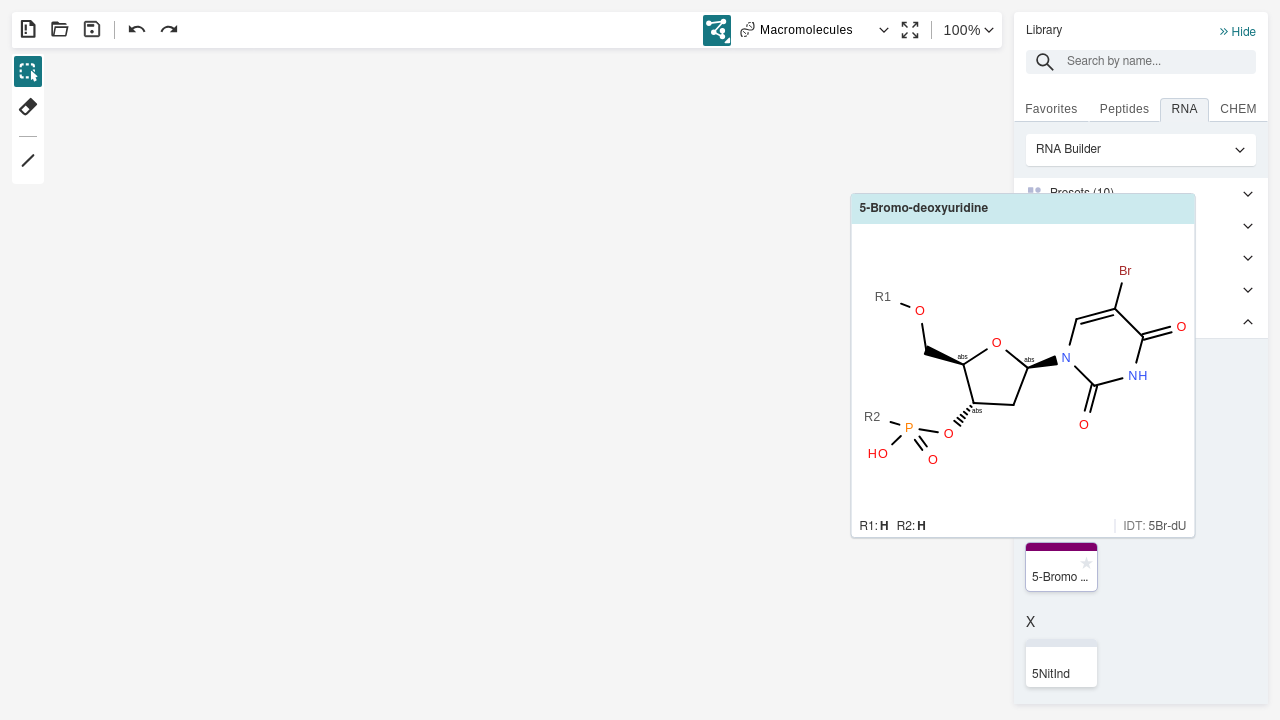 Macromolecules
100%
Library
Hide
Search by name...
Favorites
Peptides
RNA
CHEM
RNA Builder
Presets (10)
5-Bromo-deoxyuridine
Br
R1
O
O
O
abs
abs
N
NH
abs
R2
P
O
O
HO
O
R1: H R2: H
IDT: 5Br-dU
5-Bromo ...
X
5NitInd